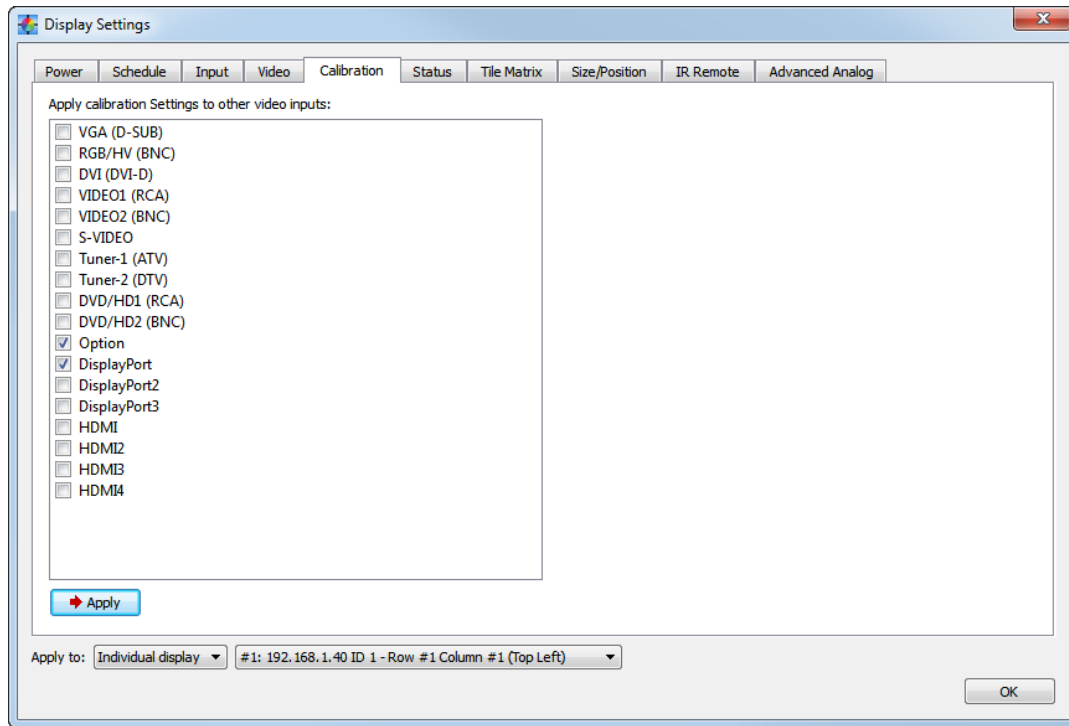 Display Settings
Power Schedule Input Video Calibration Status Tile Matrix Size/Position IR Remote Advanced Analog
Apply calibration Settings to other video inputs:
VGA (D-SUB)
RGB/HV (BNC)
DVI (DVI-D)
VIDEO1 (RCA)
VIDEO2 (BNC)
S-VIDEO
Tuner-1 (ATV)
Tuner-2 (DTV)
DVD/HD1 (RCA)
DVD/HD2 (BNC)
Option
DisplayPort
DisplayPort2
DisplayPort3
HDMI
HDMI2
HDMI3
HDMI4
Apply
Apply to: Individual display #1: 192.168.1.40 ID 1 - Row #1 Column #1 (Top Left)
OK